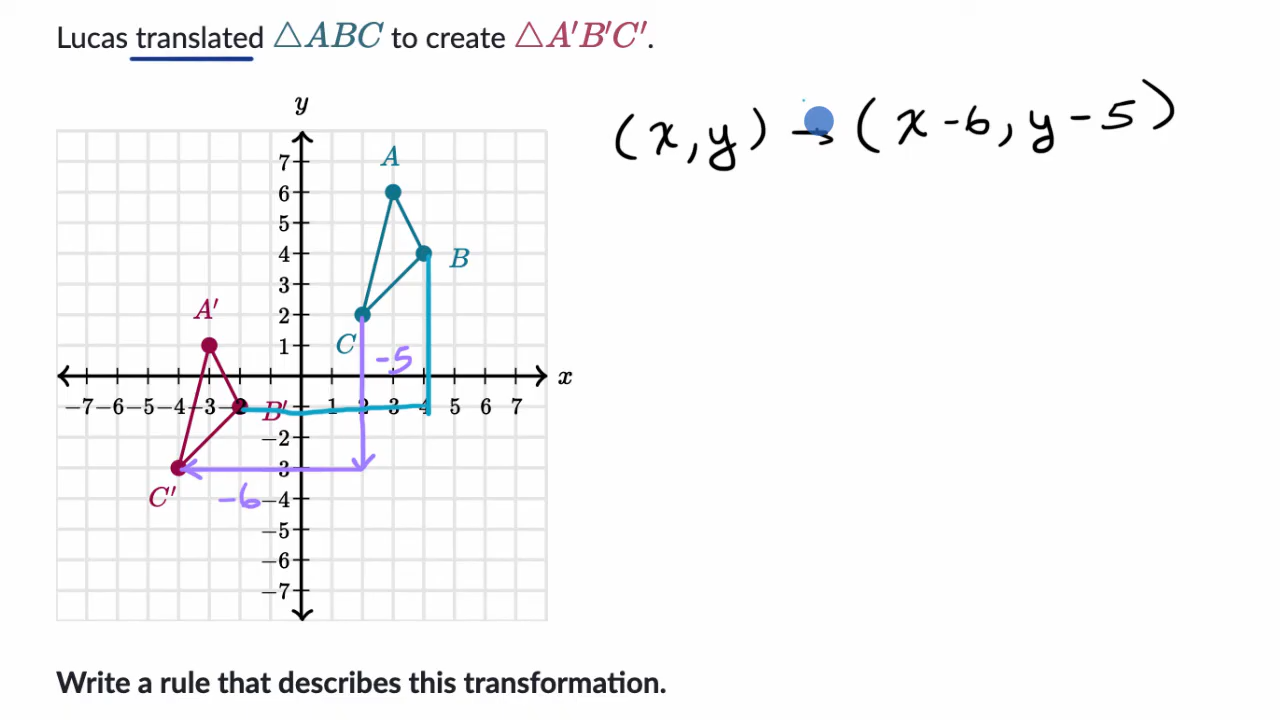 Lucas translated △ABC to create △A′B′C′.
(x,y) → (x-6, y-5)
y
7
A
6
5
4
B
3
A′
2
1
C
-5
x
−7 −6 −5 −4 −3 −2 B′ 1 2 3 4 5 6 7
−2
3
C′
-6
−4
−5
−6
−7
Write a rule that describes this transformation.